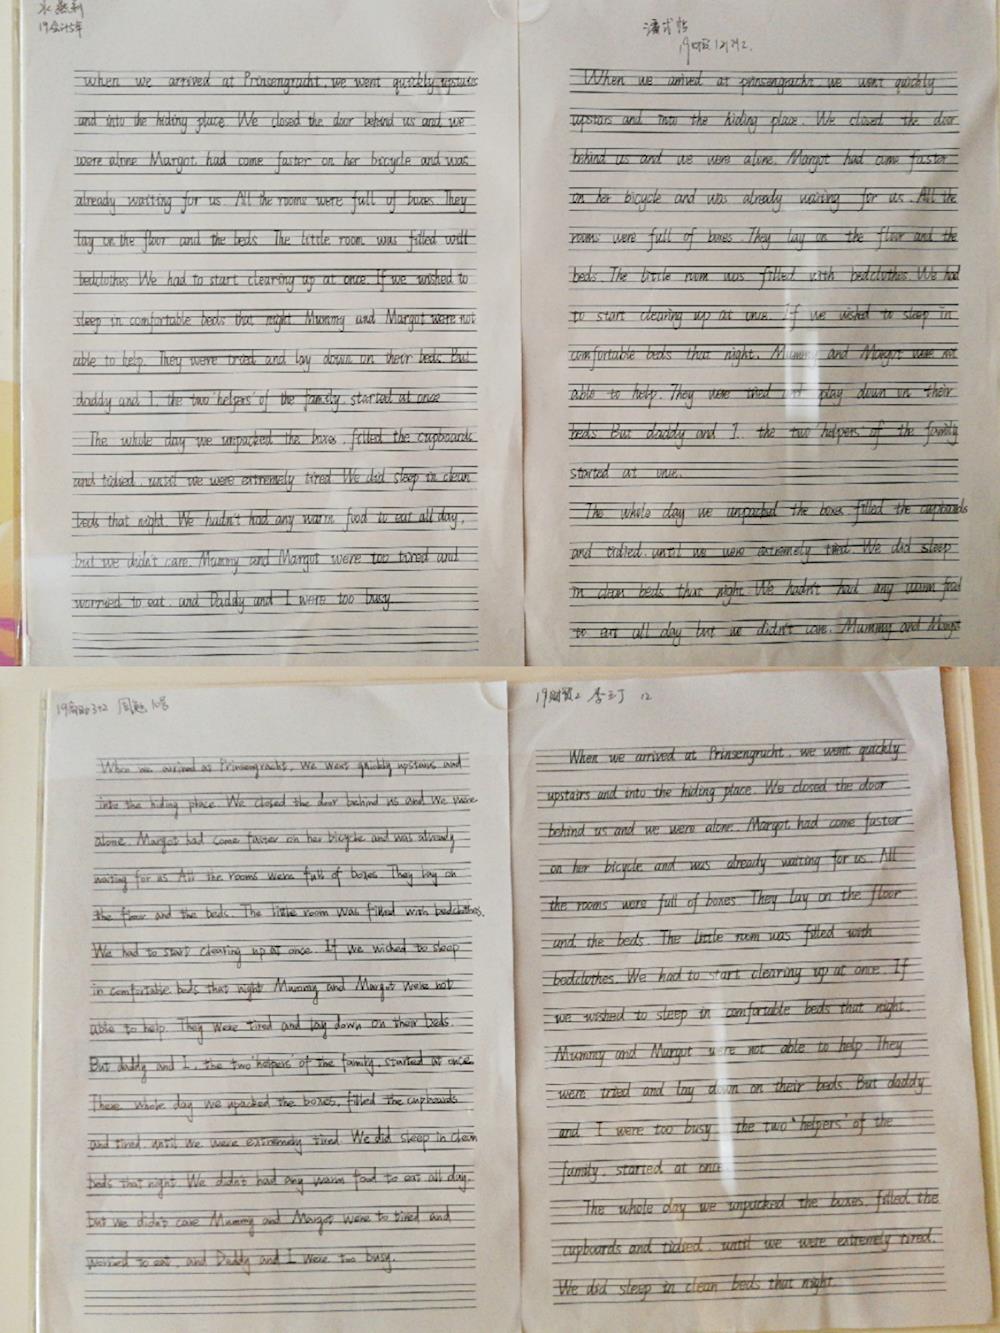 19会计5年
When we arrived at Prinsengracht, we went quickly upstairs
and into the hiding place. We closed the door behind us and we
were alone Margot had come faster on her bicycle and was
already waiting for us. All the rooms were full of boxes. They
lay on the floor and the beds. The little room was filled will
bedclothes. We had to start clearing up at once. If we wished to
sleep in comfortable beds that night. Mummy and Margot were not
able to help. They were tried and lay down on their beds. But
daddy and I, the two 'helpers' of the family, started at once
The whole day we unpacked the boxes, filled the cupboards
and tidied, until we were extremely tired. We did sleep in clean
beds that night. We hadn't had any warm food to eat all day,
but we didn't care. Mummy and Margot were too tired and
worried to eat, and Daddy and I were too busy
When we arrived at prinsengracht, we went quickly
upstars and into the hiding place. We closed the door
behind us and we were alone. Margot had come faster
on her bicycle and was already waiting for us. All the
rooms were full of boxes. They lay on the floor and the
beds. The little room was filled with bedclothes. We had
to start clearing up at once. If we wished to sleep in
comfortable beds that night. Mummy and Margot were not
able to help. They were tried and play down on their
beds. But daddy and I, the two 'helpers' of the family
started at once.
The whole day we unpacked the boxes filled the cupboards
and tidied, until we were extremely tired. We did sleep
in clean beds that night. We hadn't had any warm food
to eat all day but we didn't care. Mummy and Margot
When we arrived at Prinsengracht, we went quickly upstairs and
into the hiding place. We closed the door behind us and we were
alone. Margot had come faster on her bicycle and was already
waiting for us. All the rooms were full of boxes. They lay on
the floor and the beds. The little room was filled with bedclothes.
We had to start clearing up at once. If we wished to sleep
in comfortable beds that night Mummy and Margot were not
able to help. They were tired and lay down on their beds.
But daddy and I, the two 'helpers' of the family, started at once.
There whole day we upacked the boxes, filled the cupboards
and tired until we were extremely tired. We did sleep in clean
beds that night. We didn't had any warm food to eat all day.
but we didn't care Mummy and Margot were to tired and
worried to eat, and Daddy and I were too busy.
19财贸2 李三丁 12
When we arrived at Prinsengracht, we went quickly
upstairs and into the hiding place. We closed the door
behind us and we were alone. Margot had come faster
on her bicycle and was already waiting for us. All
the rooms were full of boxes They lay on the floor
and the beds. The little room was filled with
bedclothes. We had to start clearing up at once. If
we wished to sleep in comfortable beds that night.
Mummy and Margot were not able to help They
were tried and lay down on their beds But daddy
and I were too busy, the two 'helpers' of the
family, started at once
The whole day we unpacked the boxes, filled the
cupboards and tidied, until we were extremely tired.
We did sleep in clean beds that night.